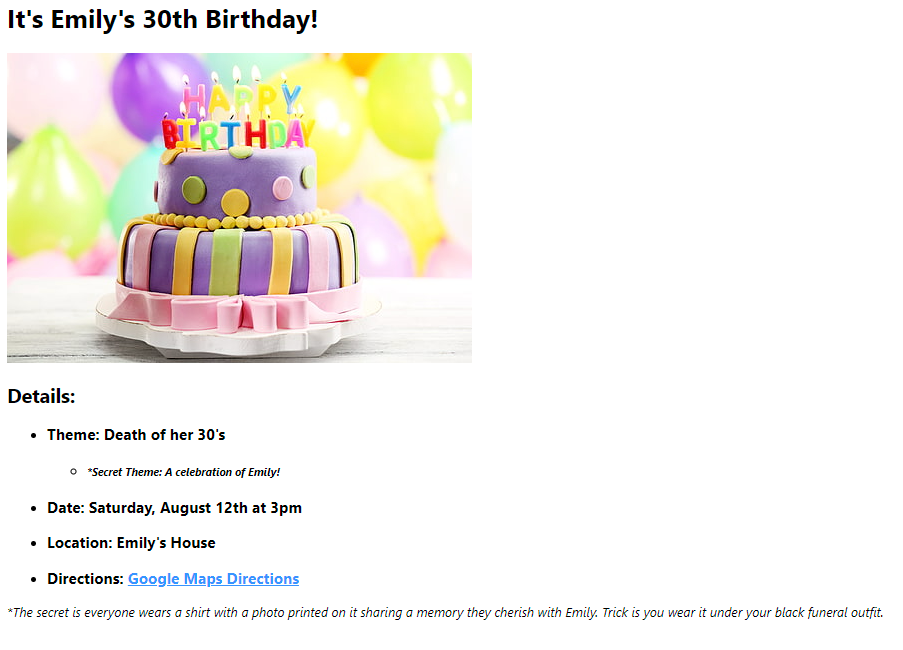 It's Emily's 30th Birthday!
HAPPY
BIRTHDAY
Details:
Theme: Death of her 30's
*Secret Theme: A celebration of Emily!
Date: Saturday, August 12th at 3pm
Location: Emily's House
Directions: Google Maps Directions
*The secret is everyone wears a shirt with a photo printed on it sharing a memory they cherish with Emily. Trick is you wear it under your black funeral outfit.